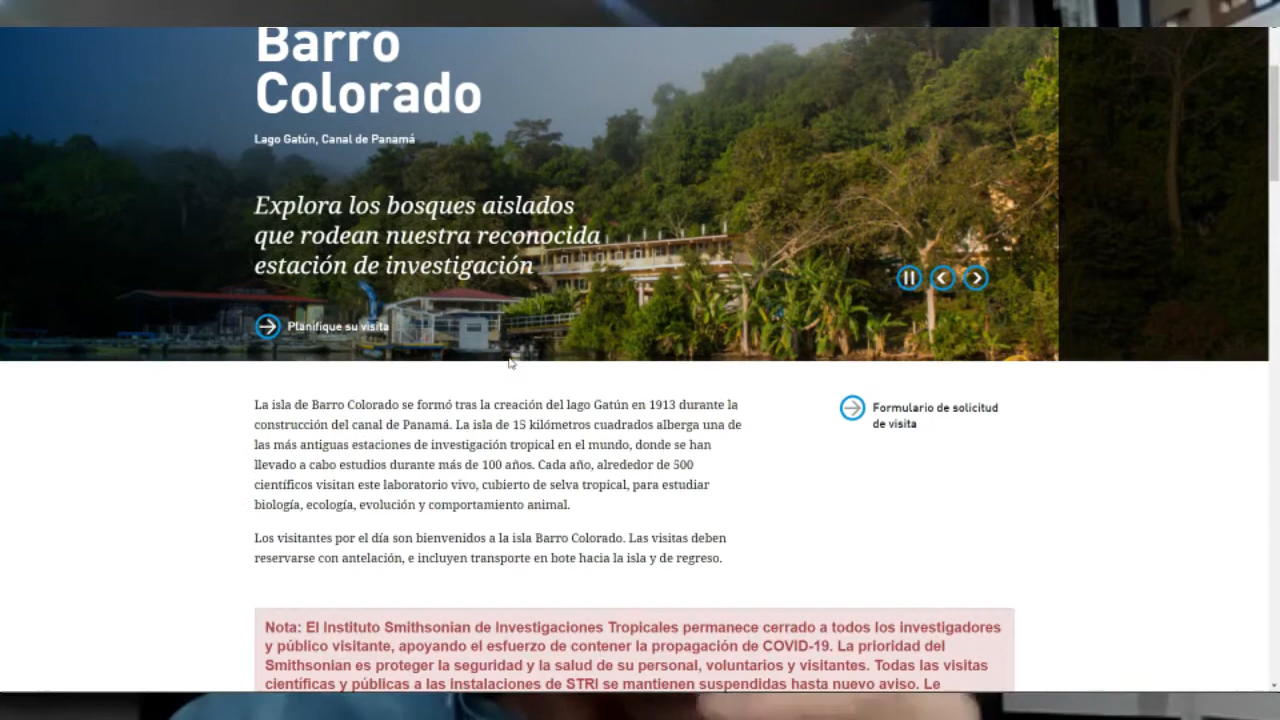 Barro
Colorado
Lago Gatún, Canal de Panamá
Explora los bosques aislados
que rodean nuestra reconocida
estación de investigación
Planifique su visita
La isla de Barro Colorado se formó tras la creación del lago Gatún en 1913 durante la
construcción del canal de Panamá. La isla de 15 kilómetros cuadrados alberga una de
las más antiguas estaciones de investigación tropical en el mundo, donde se han
llevado a cabo estudios durante más de 100 años. Cada año, alrededor de 500
científicos visitan este laboratorio vivo, cubierto de selva tropical, para estudiar
biología, ecología, evolución y comportamiento animal.
Los visitantes por el día son bienvenidos a la isla Barro Colorado. Las visitas deben
reservarse con antelación, e incluyen transporte en bote hacia la isla y de regreso.
Formulario de solicitud
de visita
Nota: El Instituto Smithsonian de Investigaciones Tropicales permanece cerrado a todos los investigadores
y público visitante, apoyando el esfuerzo de contener la propagación de COVID-19. La prioridad del
Smithsonian es proteger la seguridad y la salud de su personal, voluntarios y visitantes. Todas las visitas
científicas y públicas a las instalaciones de STRI se mantienen suspendidas hasta nuevo aviso. Le